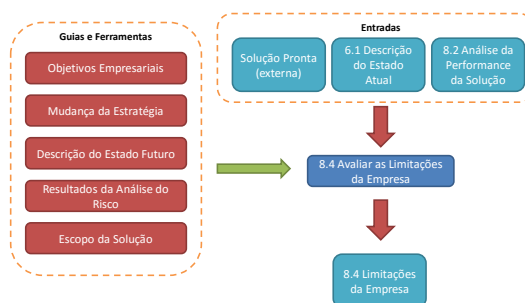 Guias e Ferramentas
Objetivos Empresariais
Mudança da Estratégia
Descrição do Estado Futuro
Resultados da Análise do
Risco
Escopo da Solução
Entradas
Solução Pronta
(externa)
6.1 Descrição
do Estado
Atual
8.2 Análise da
Performance
da Solução
8.4 Avaliar as Limitações
da Empresa
8.4 Limitações
da Empresa